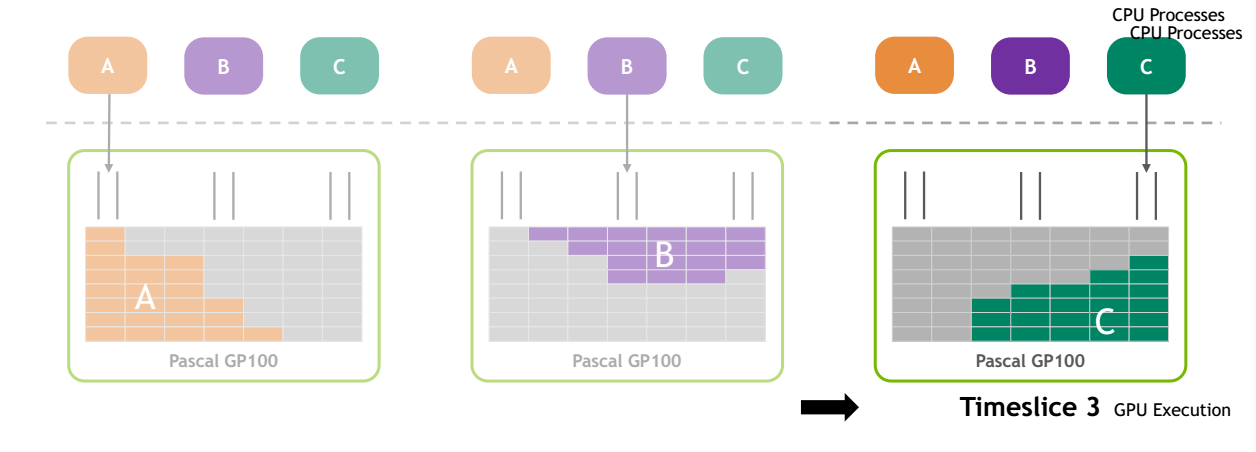 CPU Processes
CPU Processes
A B C A B C A B C
A B C
Pascal GP100 Pascal GP100 Pascal GP100
Timeslice 3 GPU Execution